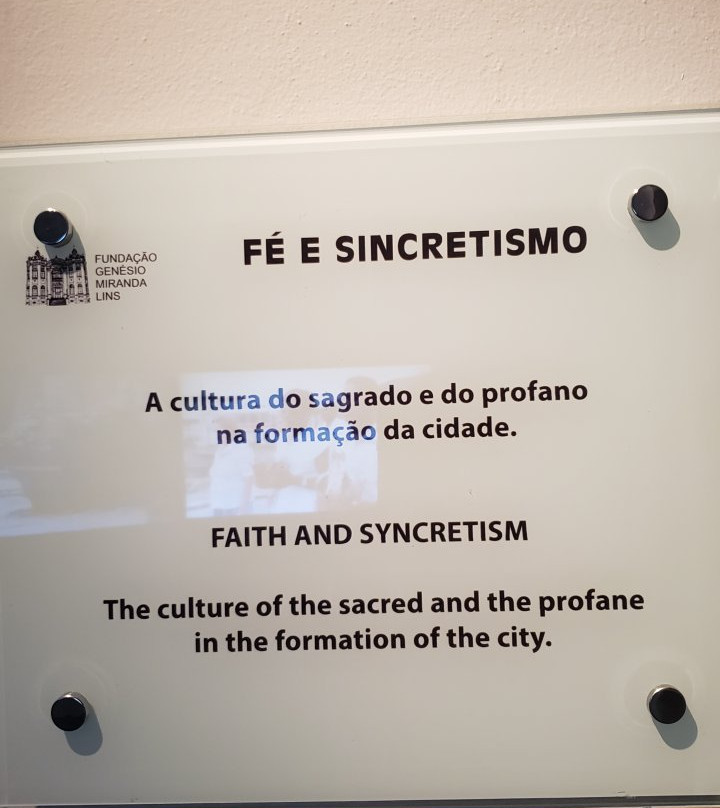 FUNDAÇÃO
GENÉSIO
MIRANDA
LINS
FÉ E SINCRETISMO
A cultura do sagrado e do profano
na formação da cidade.
FAITH AND SYNCRETISM
The culture of the sacred and the profane
in the formation of the city.